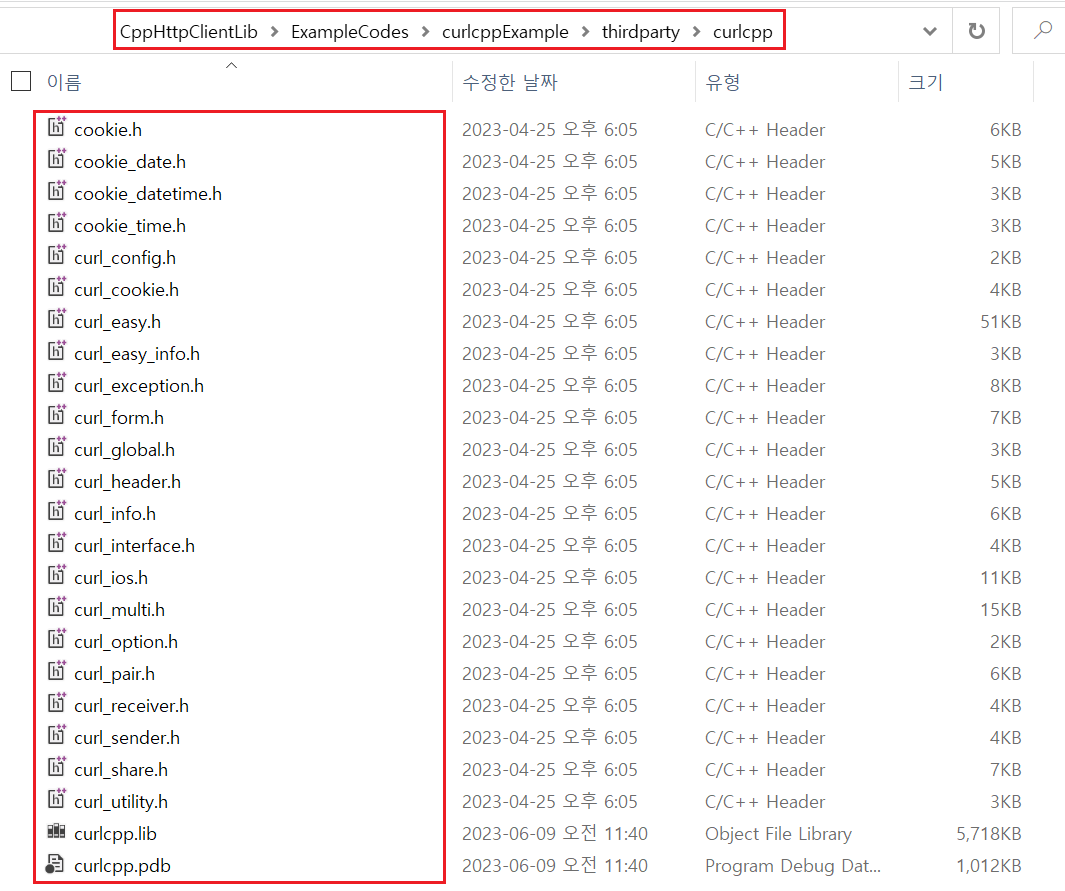 CppHttpClientLib > ExampleCodes > curlcppExample > thirdparty > curlcpp
이름 수정한 날짜 유형 크기
cookie.h 2023-04-25 오후 6:05 C/C++ Header 6KB
cookie_date.h 2023-04-25 오후 6:05 C/C++ Header 5KB
cookie_datetime.h 2023-04-25 오후 6:05 C/C++ Header 3KB
cookie_time.h 2023-04-25 오후 6:05 C/C++ Header 3KB
curl_config.h 2023-04-25 오후 6:05 C/C++ Header 2KB
curl_cookie.h 2023-04-25 오후 6:05 C/C++ Header 4KB
curl_easy.h 2023-04-25 오후 6:05 C/C++ Header 51KB
curl_easy_info.h 2023-04-25 오후 6:05 C/C++ Header 3KB
curl_exception.h 2023-04-25 오후 6:05 C/C++ Header 8KB
curl_form.h 2023-04-25 오후 6:05 C/C++ Header 7KB
curl_global.h 2023-04-25 오후 6:05 C/C++ Header 3KB
curl_header.h 2023-04-25 오후 6:05 C/C++ Header 5KB
curl_info.h 2023-04-25 오후 6:05 C/C++ Header 6KB
curl_interface.h 2023-04-25 오후 6:05 C/C++ Header 4KB
curl_ios.h 2023-04-25 오후 6:05 C/C++ Header 11KB
curl_multi.h 2023-04-25 오후 6:05 C/C++ Header 15KB
curl_option.h 2023-04-25 오후 6:05 C/C++ Header 2KB
curl_pair.h 2023-04-25 오후 6:05 C/C++ Header 6KB
curl_receiver.h 2023-04-25 오후 6:05 C/C++ Header 4KB
curl_sender.h 2023-04-25 오후 6:05 C/C++ Header 4KB
curl_share.h 2023-04-25 오후 6:05 C/C++ Header 7KB
curl_utility.h 2023-04-25 오후 6:05 C/C++ Header 3KB
curlcpp.lib 2023-06-09 오전 11:40 Object File Library 5,718KB
curlcpp.pdb 2023-06-09 오전 11:40 Program Debug Dat... 1,012KB